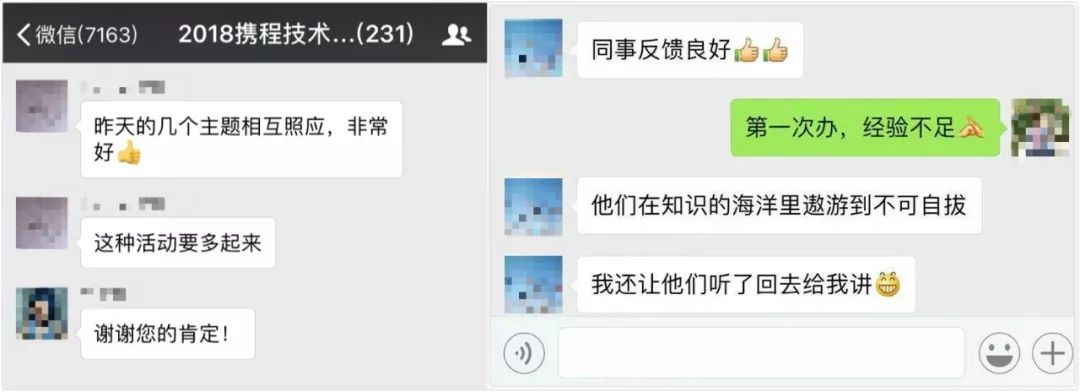 微信(7163)
2018携程技术...(231)
昨天的几个主题相互照应，非常
好👍
这种活动要多起来
谢谢您的肯定！
同事反馈良好👍👍
第一次办，经验不足🙏
他们在知识的海洋里遨游到不可自拔
我还让他们听了回去给我讲😁